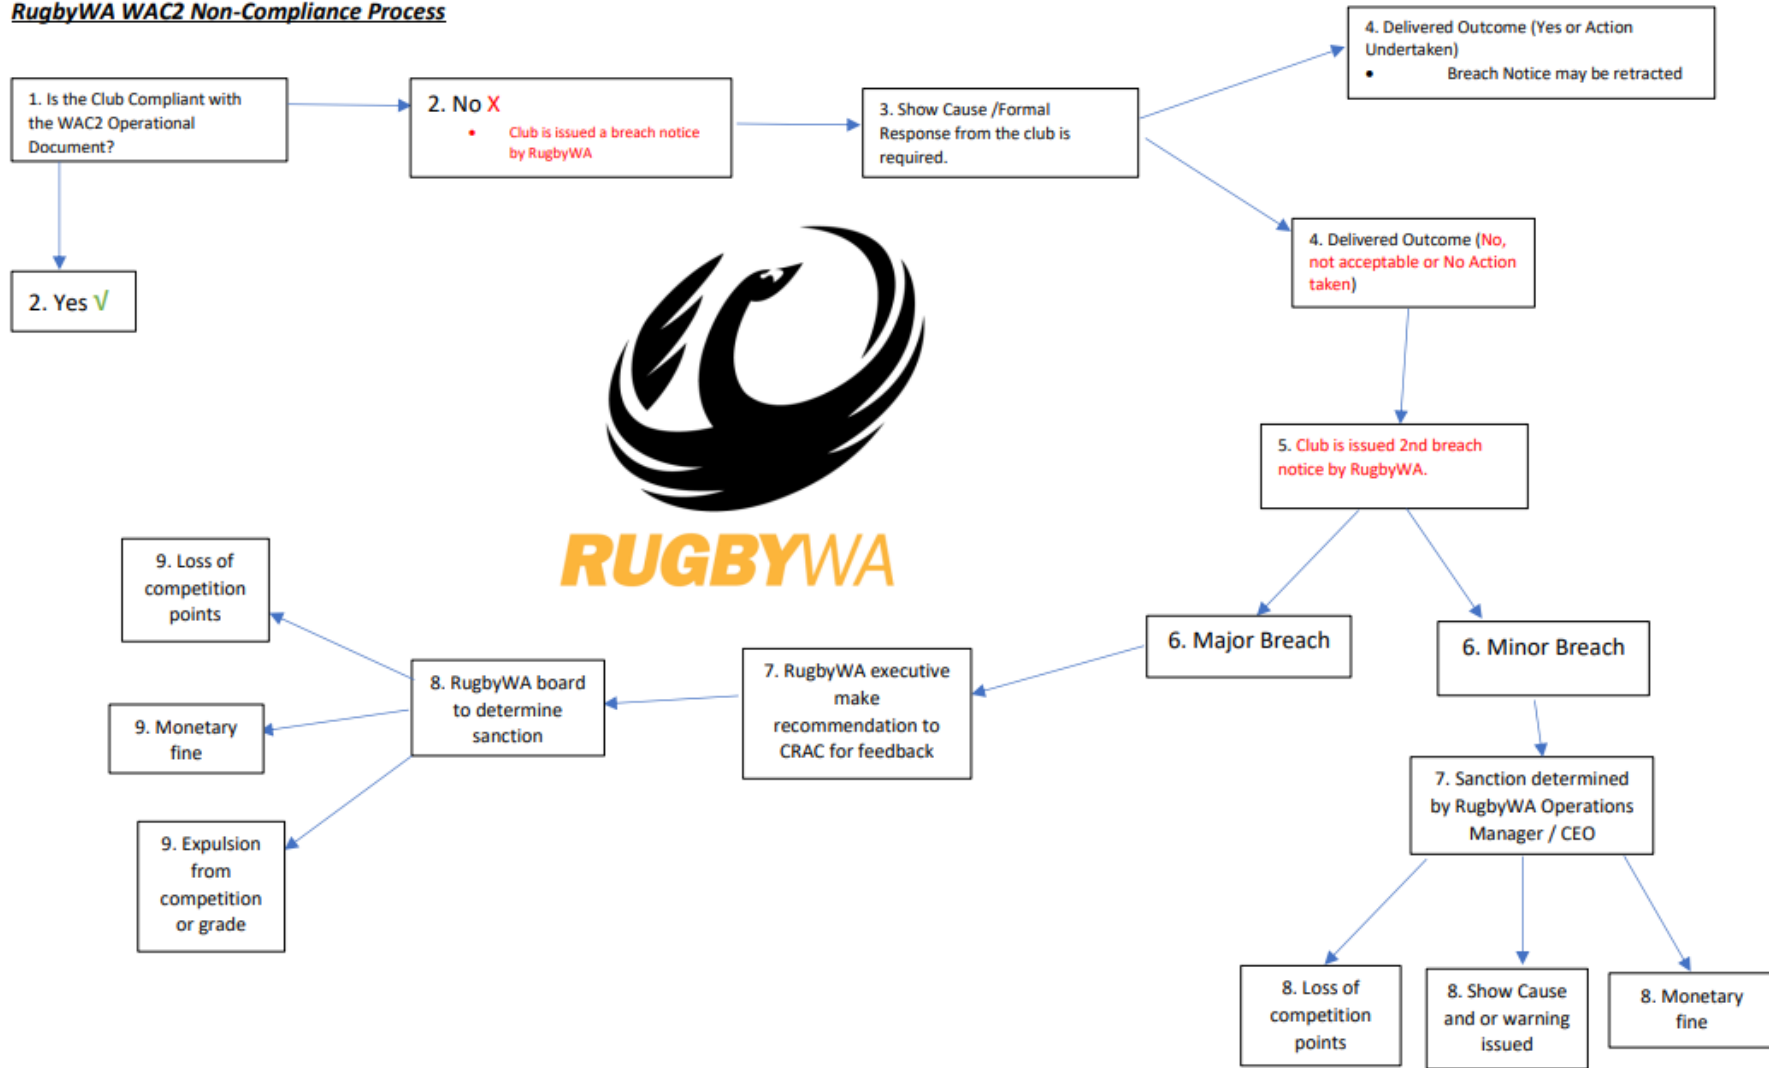 RugbyWA WAC2 Non-Compliance Process
1. Is the Club Compliant with
the WAC2 Operational
Document?
2. No X
• Club is issued a breach notice
by RugbyWA
3. Show Cause /Formal
Response from the club is
required.
4. Delivered Outcome (Yes or Action
Undertaken)
• Breach Notice may be retracted
2. Yes √
4. Delivered Outcome (No,
not acceptable or No Action
taken)
5. Club is issued 2nd breach
notice by RugbyWA.
RUGBYWA
6. Major Breach
6. Minor Breach
7. RugbyWA executive
make
recommendation to
CRAC for feedback
8. RugbyWA board
to determine
sanction
9. Loss of
competition
points
9. Monetary
fine
9. Expulsion
from
competition
or grade
7. Sanction determined
by RugbyWA Operations
Manager / CEO
8. Loss of
competition
points
8. Show Cause
and or warning
issued
8. Monetary
fine